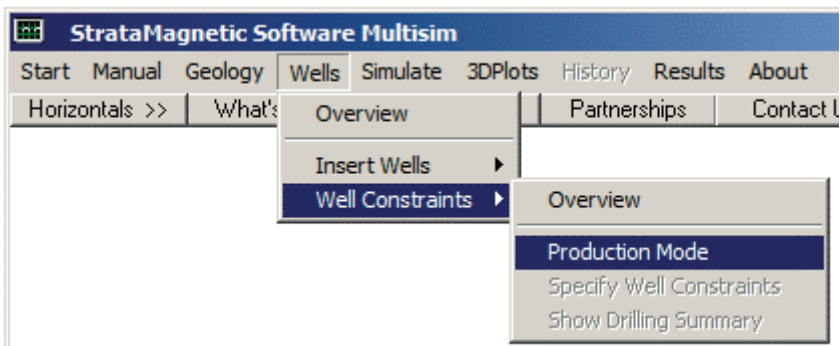 StrataMagnetic Software Multisim
Start Manual Geology Wells Simulate 3DPlots History Results About
Horizontals >> Partnerships Contact
Overview
Insert Wells
Well Constraints
Overview
Production Mode
Specify Well Constraints
Show Drilling Summary